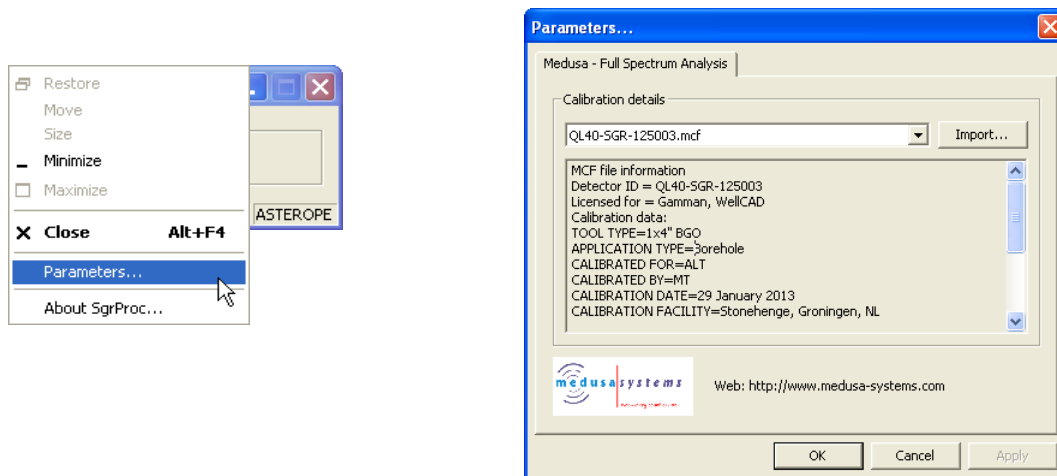 Restore
Move
Size
Minimize
Maximize
Close Alt+F4
Parameters...
About SgrProc...
ASTEROPE
Parameters...
Medusa - Full Spectrum Analysis
Calibration details
QL40-SGR-125003.mcf
Import...
MCF file information
Detector ID = QL40-SGR-125003
Licensed for = Gamman, WellCAD
Calibration data:
TOOL TYPE=1x4" BGO
APPLICATION TYPE=Borehole
CALIBRATED FOR=ALT
CALIBRATED BY=MT
CALIBRATION DATE=29 January 2013
CALIBRATION FACILITY=Stonehenge, Groningen, NL
medusasystems
Web: http://www.medusa-systems.com
OK Cancel Apply